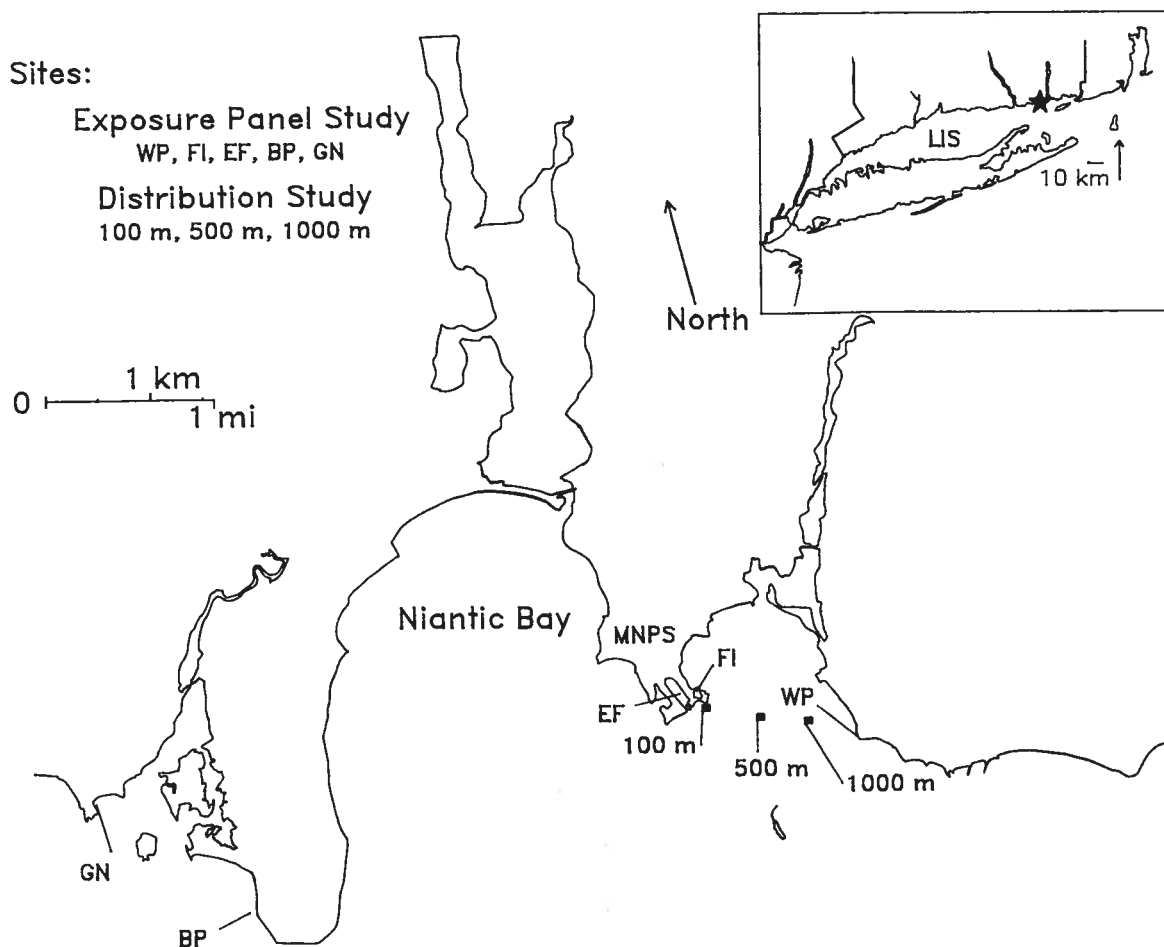 Sites:
Exposure Panel Study
WP, FI, EF, BP, GN
Distribution Study
100 m, 500 m, 1000 m
LIS
10 km
North
1 km
0
1 mi
Niantic Bay
MNPS
FI
EF
WP
100 m
500 m
1000 m
GN
BP